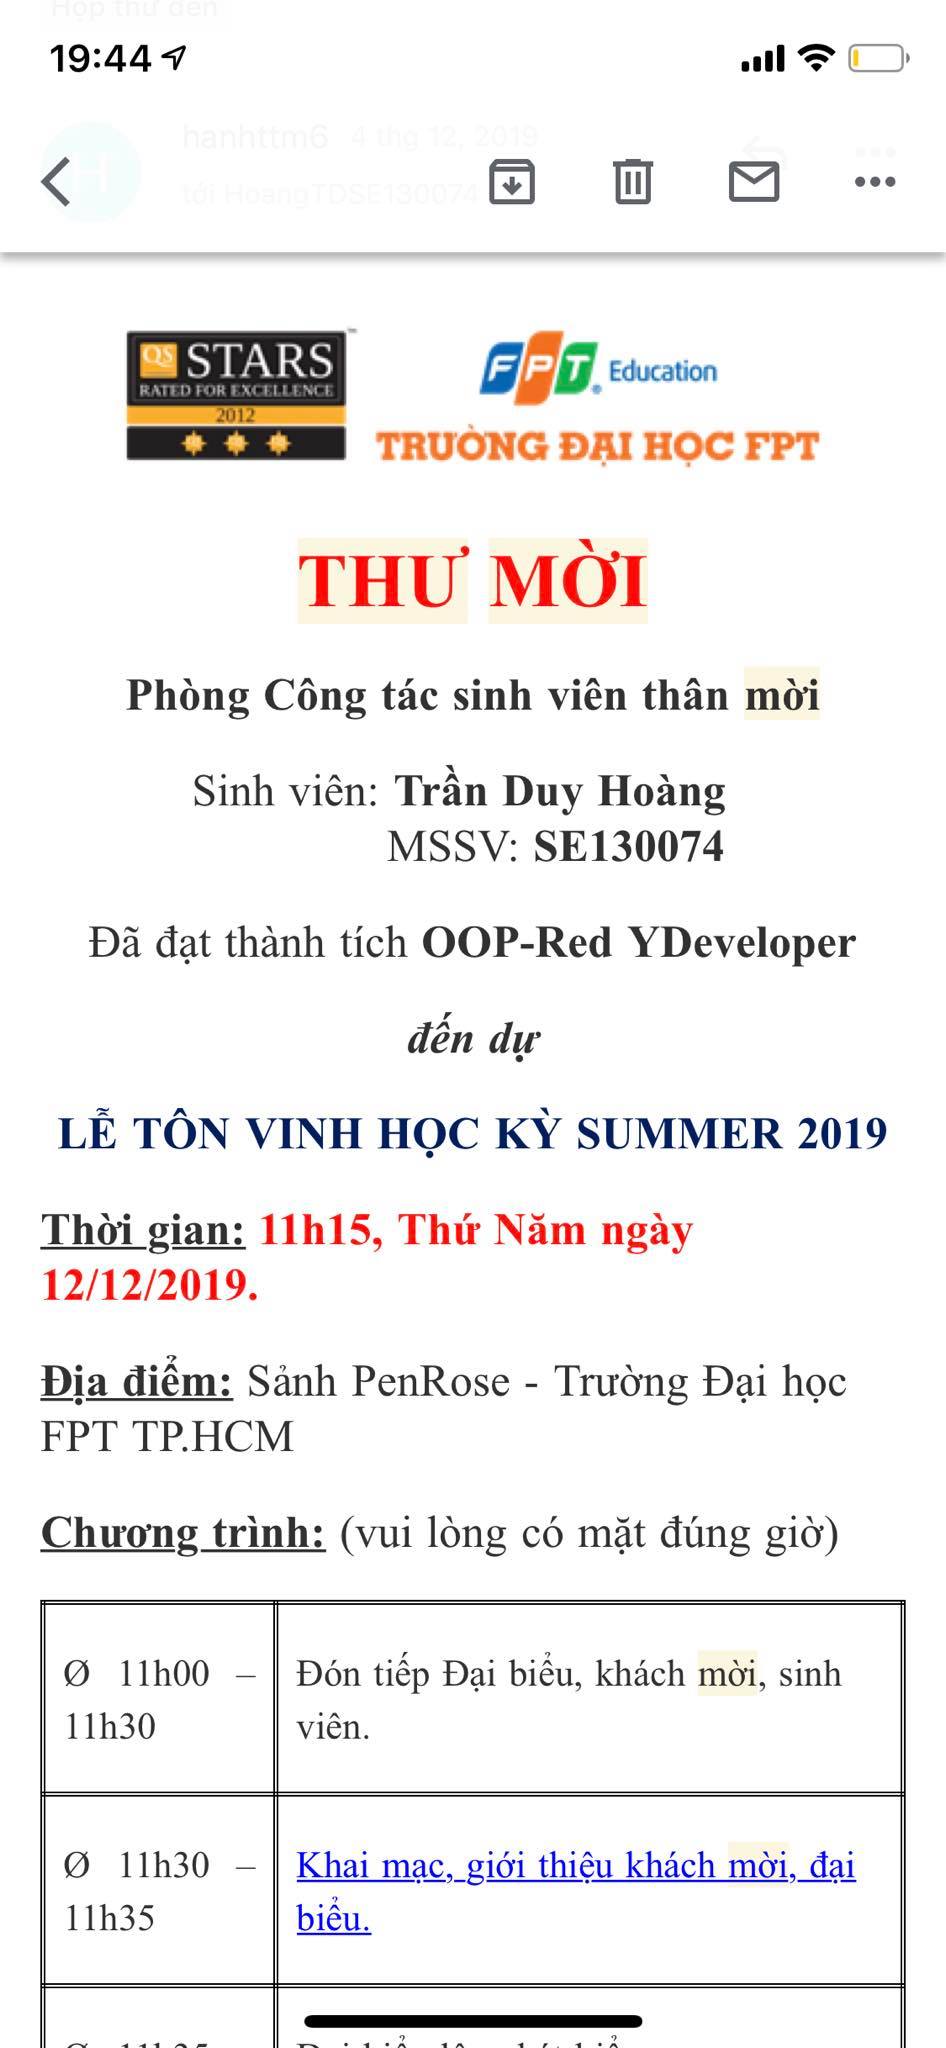 Hộp thư đến
19:44
hanhttm6 4 thg 12, 2019
tới HoangTDSE130074
H
QS STARS
RATED FOR EXCELLENCE
2012
FPT Education
TRƯỜNG ĐẠI HỌC FPT
THƯ MỜI
Phòng Công tác sinh viên thân mời
Sinh viên: Trần Duy Hoàng
MSSV: SE130074
Đã đạt thành tích OOP-Red YDeveloper
đến dự
LỄ TÔN VINH HỌC KỲ SUMMER 2019
Thời gian: 11h15, Thứ Năm ngày
12/12/2019.
Địa điểm: Sảnh PenRose - Trường Đại học
FPT TP.HCM
Chương trình: (vui lòng có mặt đúng giờ)
Ø 11h00 –
11h30
Đón tiếp Đại biểu, khách mời, sinh
viên.
Ø 11h30 –
11h35
Khai mạc, giới thiệu khách mời, đại
biểu.